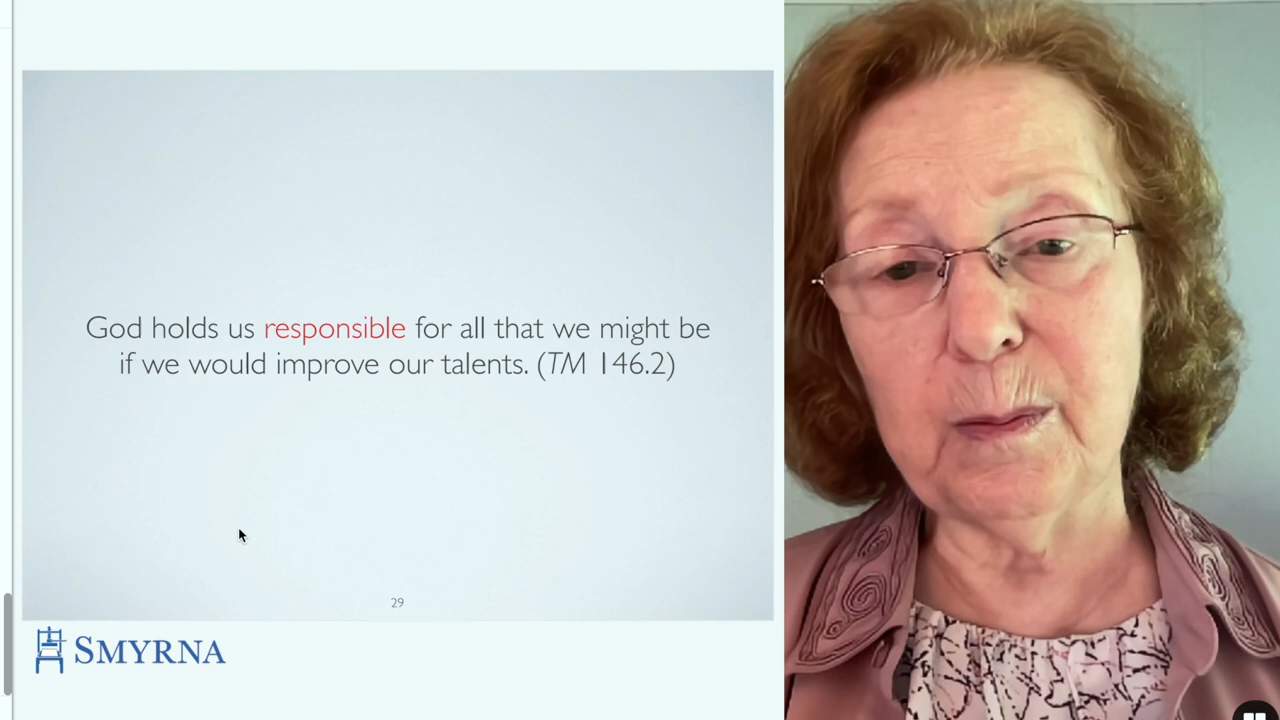 God holds us responsible for all that we might be
if we would improve our talents. (TM 146.2)
29
SMYRNA